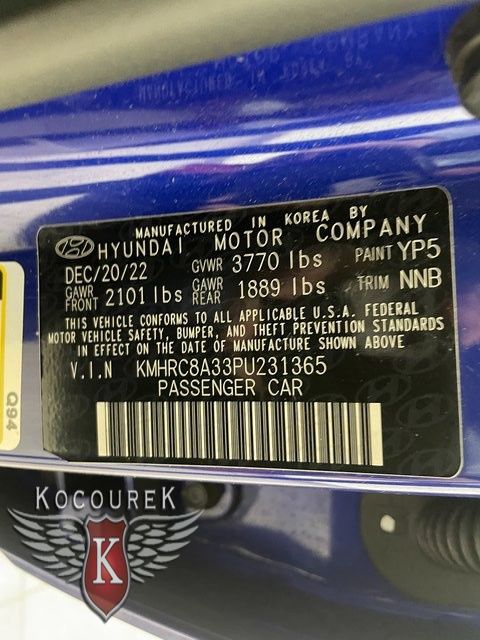 MANUFACTURED IN KOREA BY
HYUNDAI MOTOR COMPANY
DEC/20/22 GVWR 3770 lbs PAINT YP5
GAWR FRONT 2101 lbs GAWR REAR 1889 lbs TRIM NNB
THIS VEHICLE CONFORMS TO ALL APPLICABLE U.S.A. FEDERAL
MOTOR VEHICLE SAFETY, BUMPER, AND THEFT PREVENTION STANDARDS
IN EFFECT ON THE DATE OF MANUFACTURE SHOWN ABOVE
V.I.N KMHRC8A33PU231365
PASSENGER CAR
Q94
KOCOUREK
K